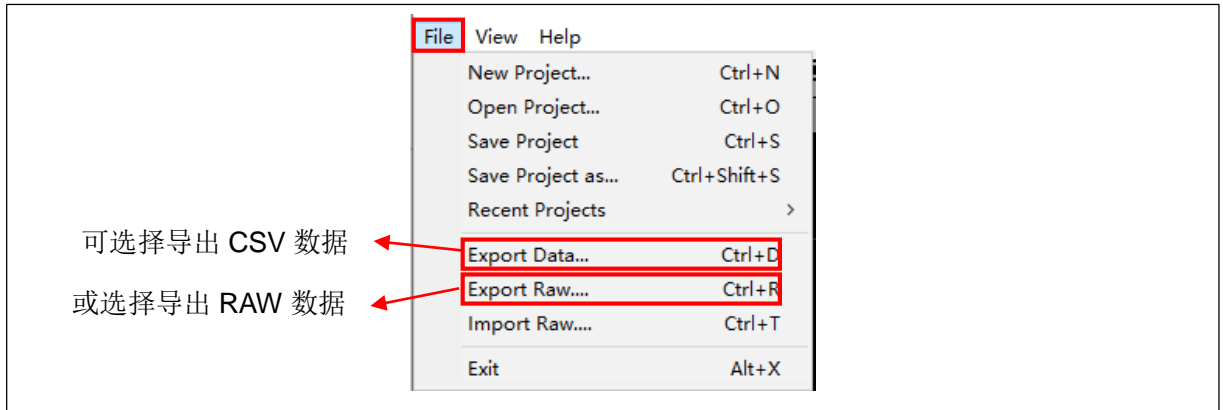 File View Help
New Project... Ctrl+N
Open Project... Ctrl+O
Save Project Ctrl+S
Save Project as... Ctrl+Shift+S
Recent Projects >
可选择导出 CSV 数据
Export Data... Ctrl+D
或选择导出 RAW 数据
Export Raw.... Ctrl+R
Import Raw.... Ctrl+T
Exit Alt+X